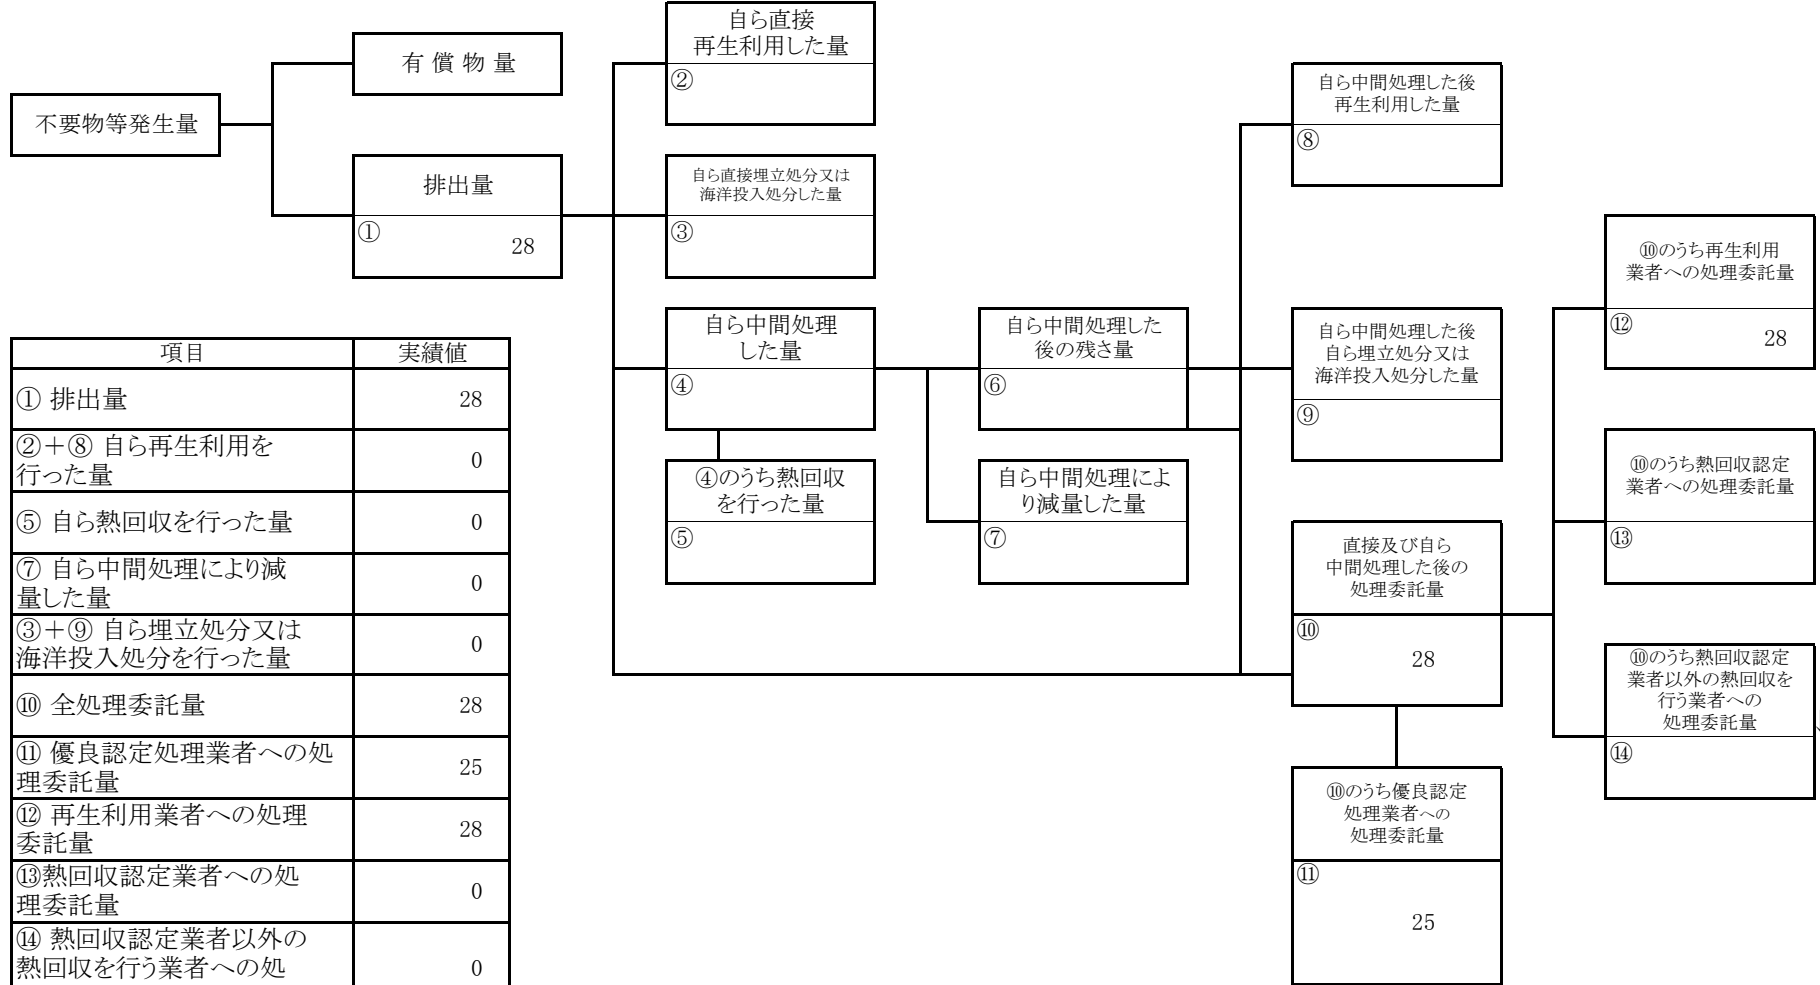 不要物等発生量
有 償 物 量
排出量
①
28
自ら直接
再生利用した量
②
自ら直接埋立処分又は
海洋投入処分した量
③
自ら中間処理
した量
④
④のうち熱回収
を行った量
⑤
自ら中間処理した
後の残さ量
⑥
自ら中間処理によ
り減量した量
⑦
自ら中間処理した後
再生利用した量
⑧
自ら中間処理した後
自ら埋立処分又は
海洋投入処分した量
⑨
直接及び自ら
中間処理した後の
処理委託量
⑩
28
⑩のうち優良認定
処理業者への
処理委託量
⑪
25
⑩のうち再生利用
業者への処理委託量
⑫
28
⑩のうち熱回収認定
業者への処理委託量
⑬
⑩のうち熱回収認定
業者以外の熱回収を
行う業者への
処理委託量
⑭
項目 実績値
① 排出量 28
②＋⑧ 自ら再生利用を
行った量 0
⑤ 自ら熱回収を行った量 0
⑦ 自ら中間処理により減
量した量 0
③＋⑨ 自ら埋立処分又は
海洋投入処分を行った量 0
⑩ 全処理委託量 28
⑪ 優良認定処理業者への処
理委託量 25
⑫ 再生利用業者への処理
委託量 28
⑬熱回収認定業者への処
理委託量 0
⑭ 熱回収認定業者以外の
熱回収を行う業者への処 0